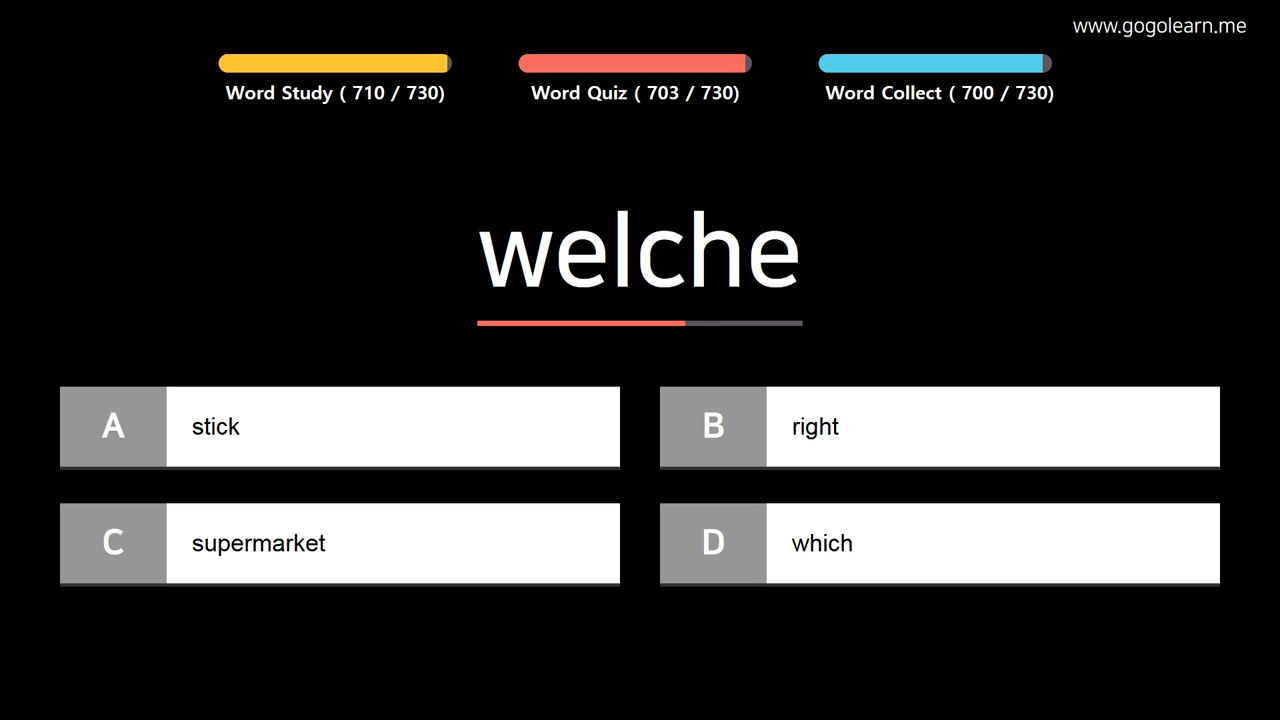 www.gogolearn.me
Word Study ( 710 / 730)
Word Quiz ( 703 / 730)
Word Collect ( 700 / 730)
welche
A stick
B right
C supermarket
D which